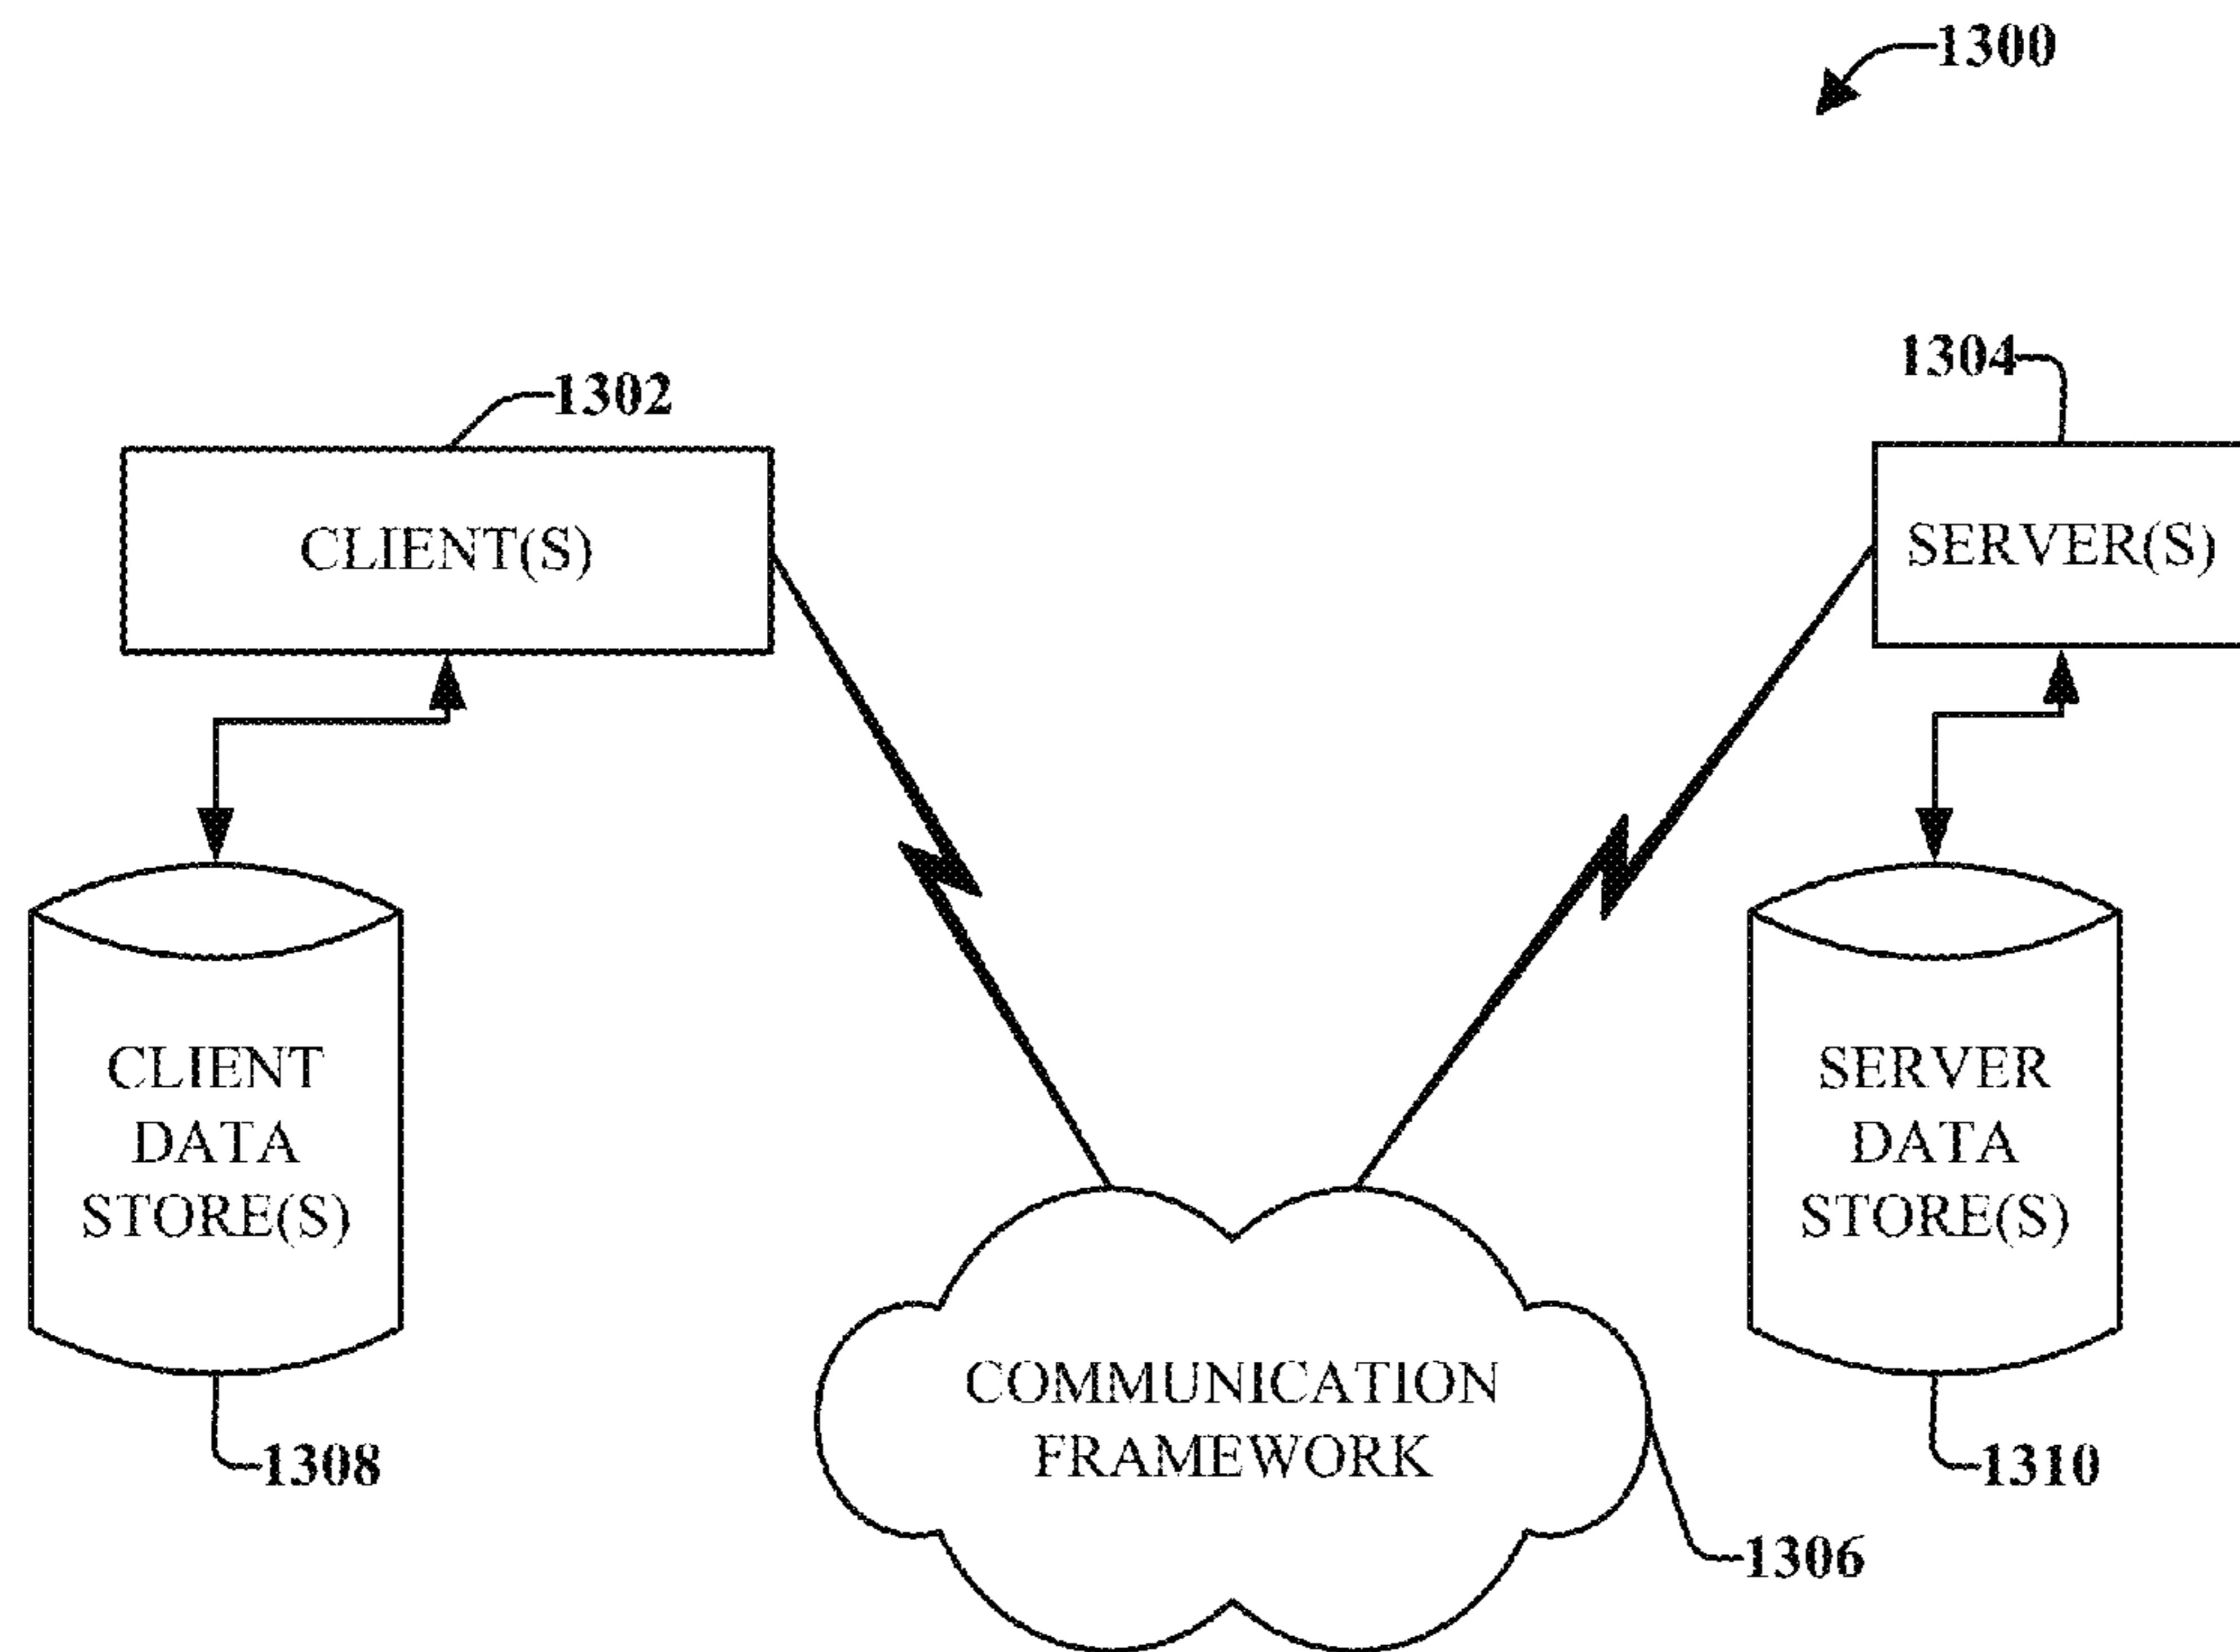 1300
1302
1304
CLIENT(S)
SERVER(S)
CLIENT
DATA
STORE(S)
SERVER
DATA
STORE(S)
COMMUNICATION
FRAMEWORK
1308
1310
1306